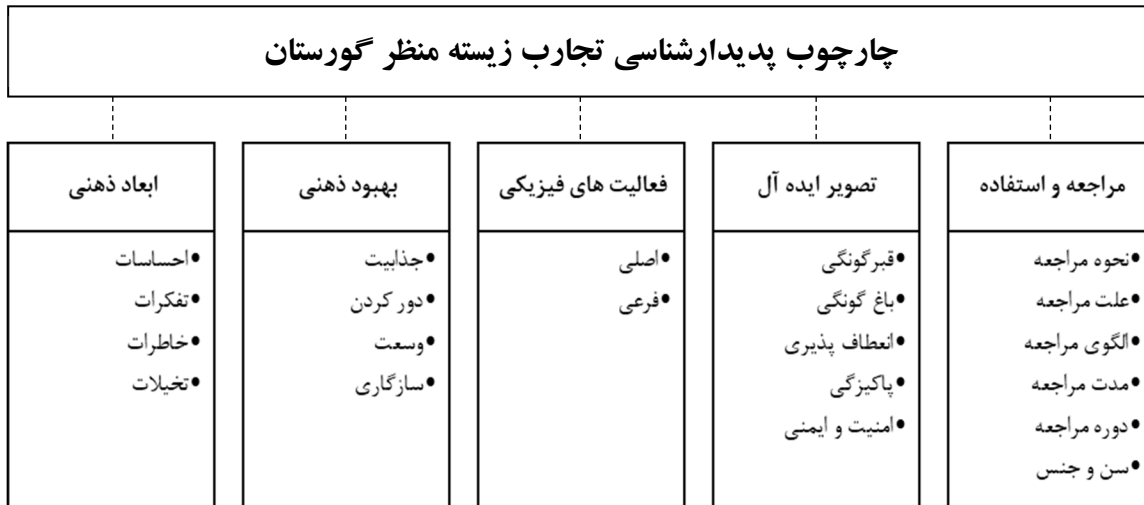 چارچوب پدیدارشناسی تجارب زیسته منظر گورستان
مراجعه و استفاده
•نحوه مراجعه
•علت مراجعه
•الگوی مراجعه
•مدت مراجعه
•دوره مراجعه
•سن و جنس
تصویر ایده آل
•قبرگونگی
•باغ گونگی
•انعطاف پذیری
•پاکیزگی
•امنیت و ایمنی
فعالیت های فیزیکی
•اصلی
•فرعی
بهبود ذهنی
•جذابیت
•دور کردن
•وسعت
•سازگاری
ابعاد ذهنی
•احساسات
•تفکرات
•خاطرات
•تخیلات